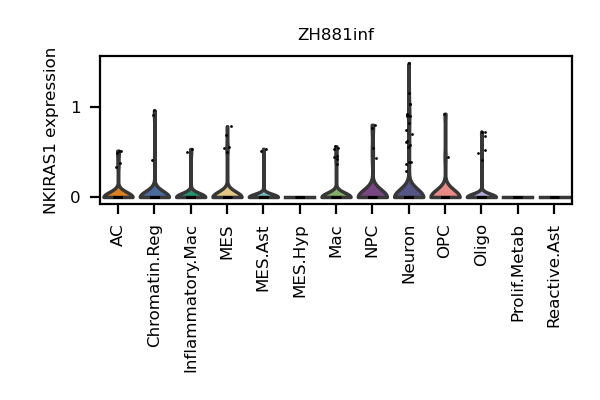 ZH881inf
NKIRAS1 expression
1
0
AC
Chromatin.Reg
Inflammatory.Mac
MES
MES.Ast
MES.Hyp
Mac
NPC
Neuron
OPC
Oligo
Prolif.Metab
Reactive.Ast